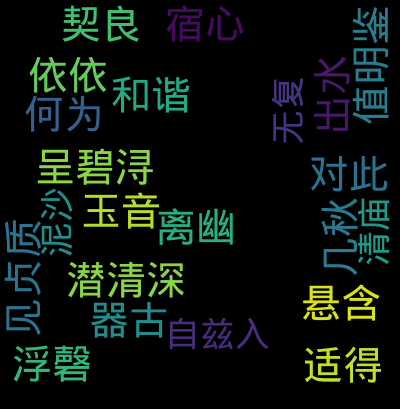 契良
宿心
依依
和谐
何为
无复
出水
值明鉴
呈碧浔
对此
玉音
离幽
泥沙
见贞质
几秋
清庙
潜清深
器古
自兹入
悬含
浮磬
适得